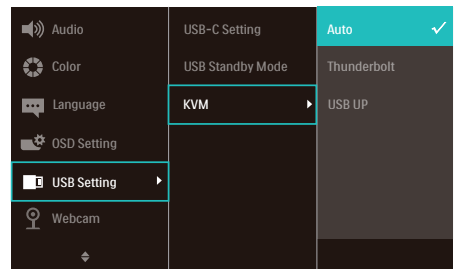 Audio
Color
Language
OSD Setting
USB Setting
Webcam
USB-C Setting
USB Standby Mode
KVM
Auto
Thunderbolt
USB UP